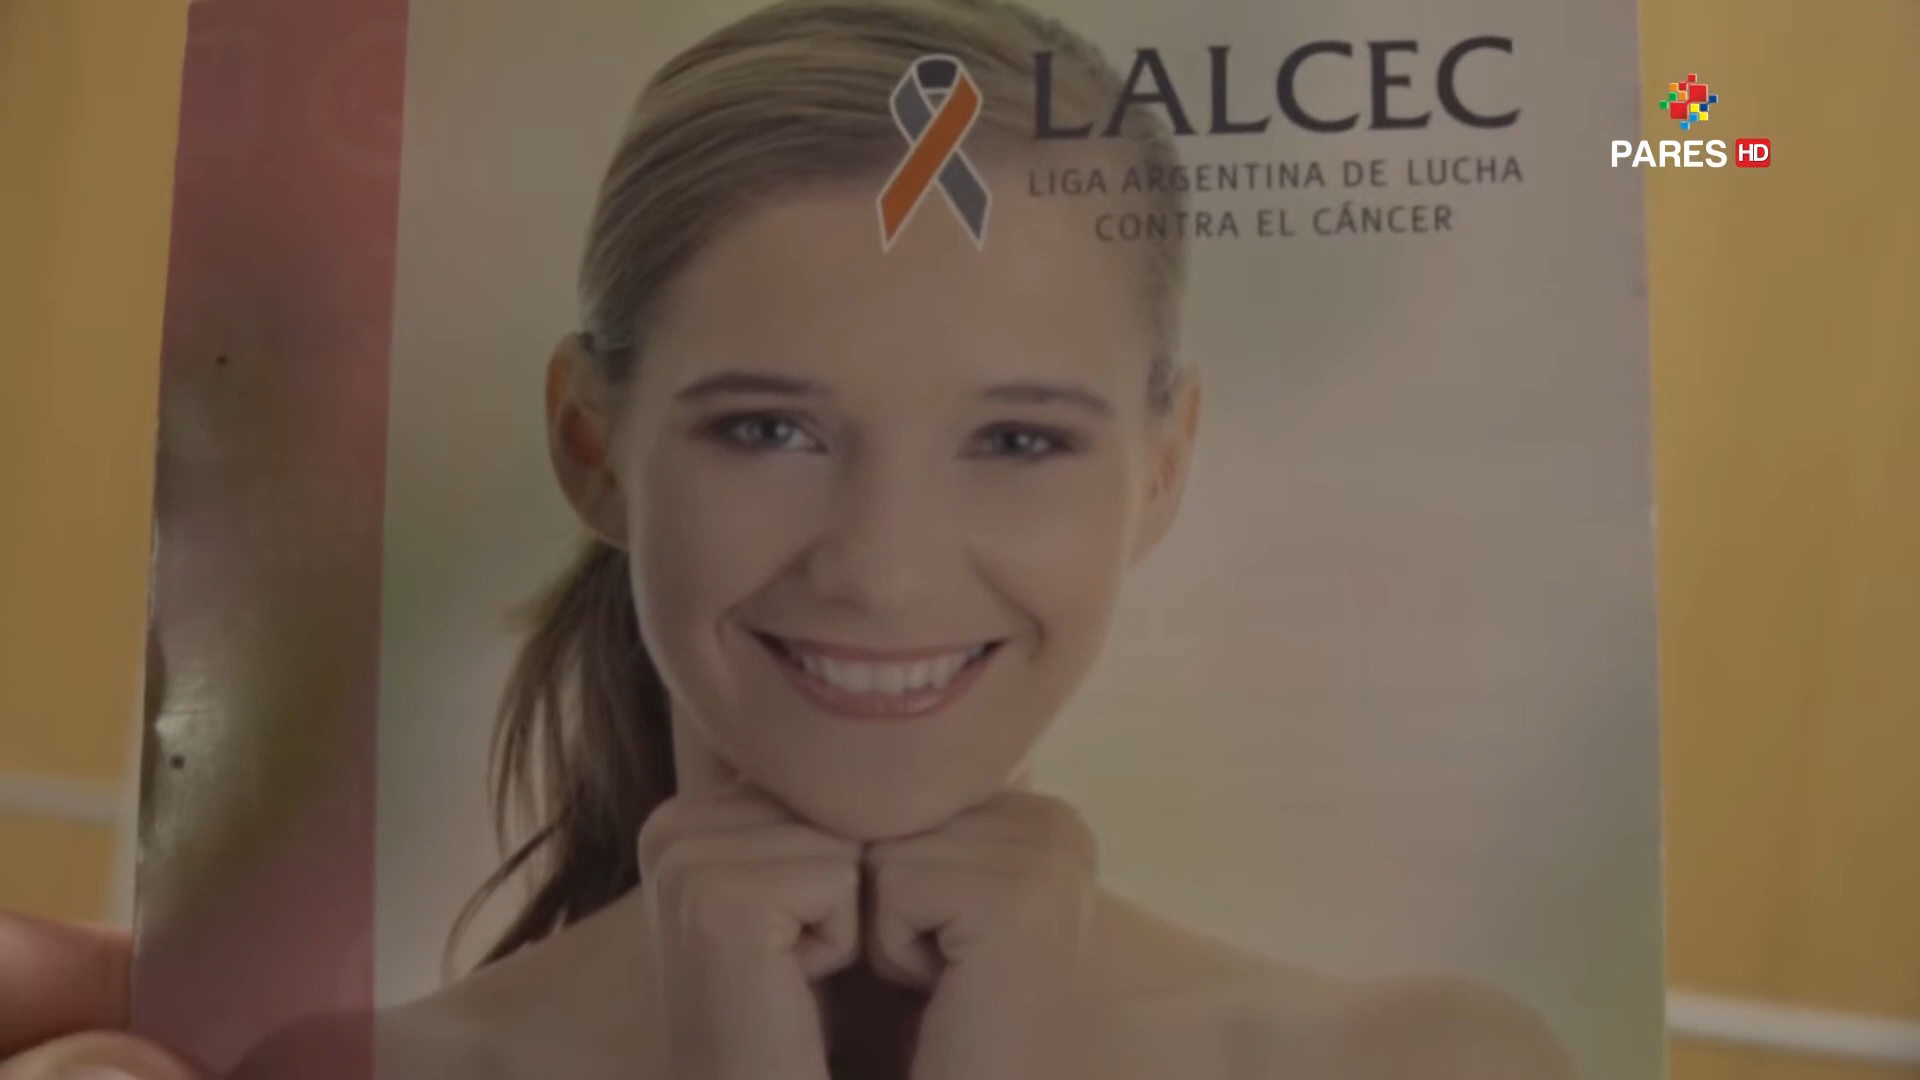 LALCEC
LIGA ARGENTINA DE LUCHA
CONTRA EL CÁNCER
PARES HD